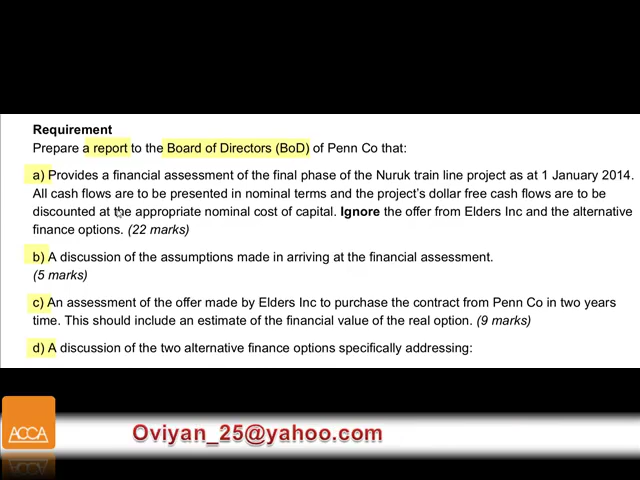 Requirement
Prepare a report to the Board of Directors (BoD) of Penn Co that:
a) Provides a financial assessment of the final phase of the Nuruk train line project as at 1 January 2014.
All cash flows are to be presented in nominal terms and the project's dollar free cash flows are to be
discounted at the appropriate nominal cost of capital. Ignore the offer from Elders Inc and the alternative
finance options. (22 marks)
b) A discussion of the assumptions made in arriving at the financial assessment.
(5 marks)
c) An assessment of the offer made by Elders Inc to purchase the contract from Penn Co in two years
time. This should include an estimate of the financial value of the real option. (9 marks)
d) A discussion of the two alternative finance options specifically addressing:
ACCA
Oviyan_25@yahoo.com